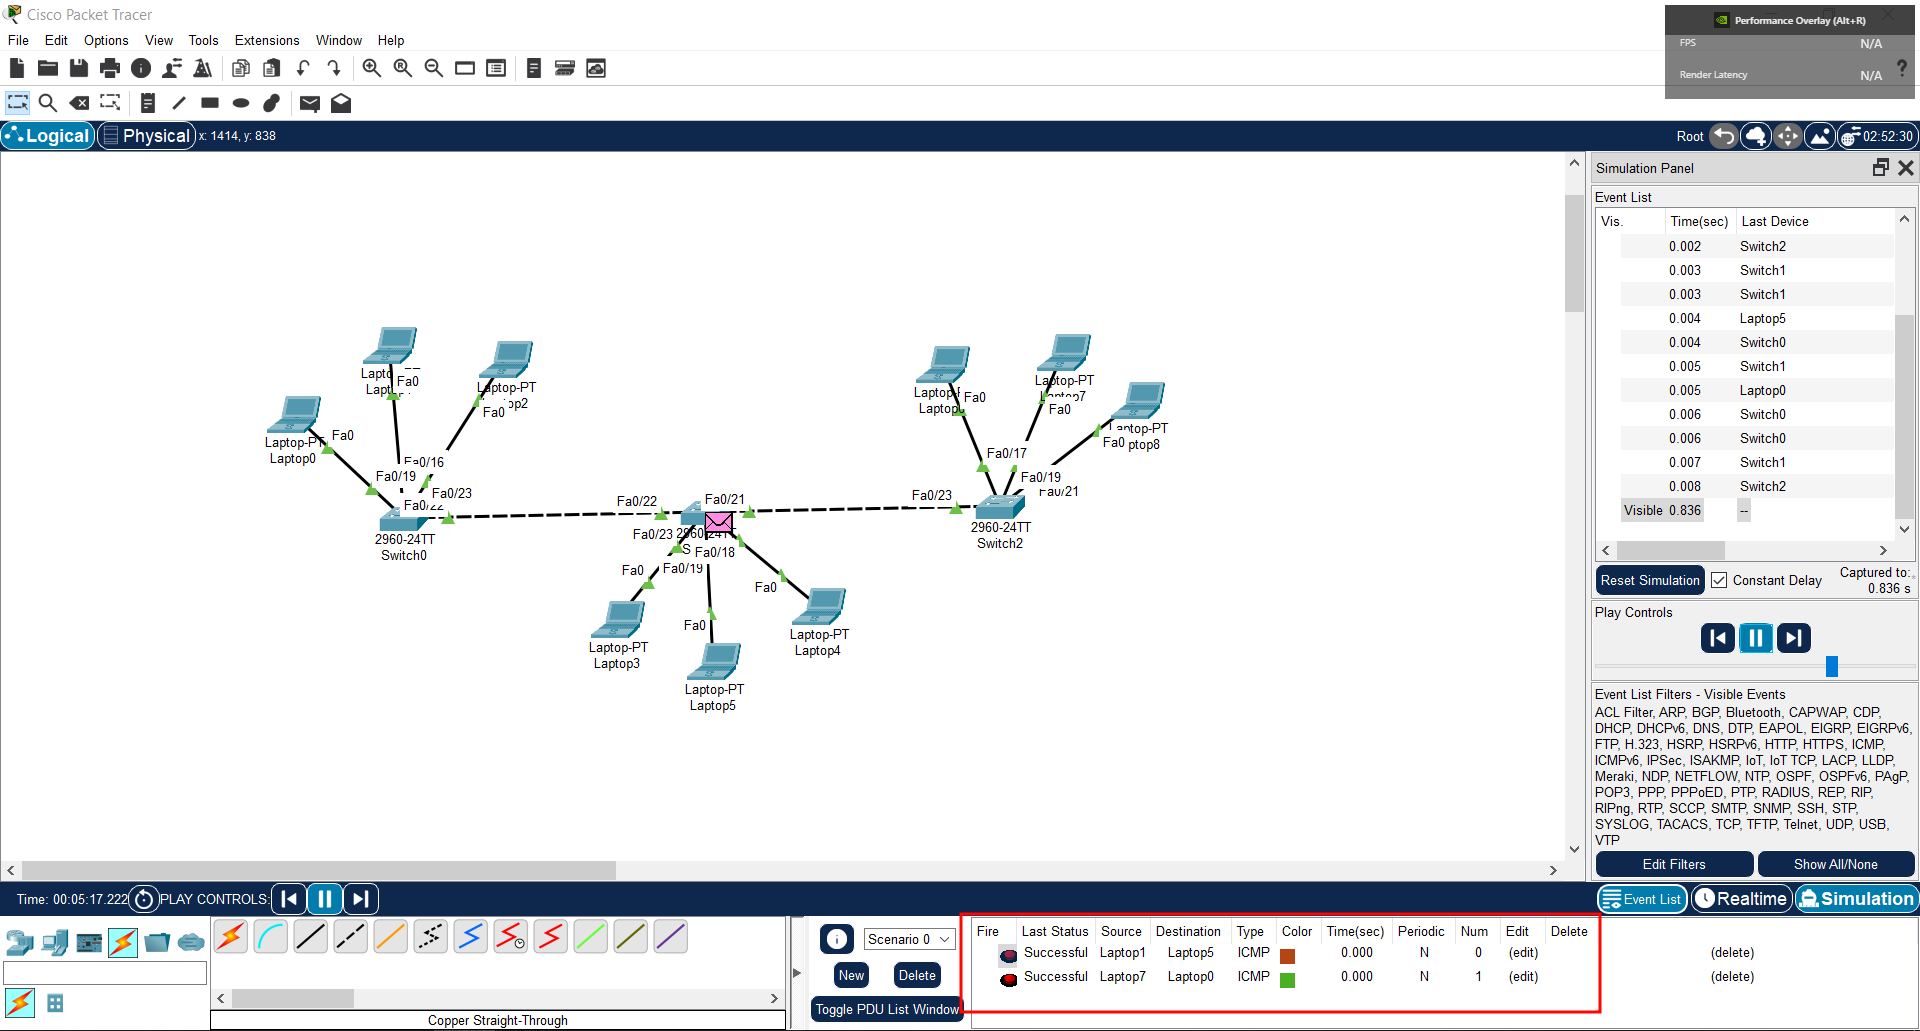 Cisco Packet Tracer
File Edit Options View Tools Extensions Window Help
Performance Overlay (Alt+R)
FPS N/A
Render Latency N/A
?
Logical Physical x: 1414, y: 838
Root 02:52:30
Laptop-PT
Laptop0
Fa0
Fa0
Laptop-PT
Fa0
Fa0/16
Fa0/19
Fa0/23
Fa0/22
2960-24TT
Switch0
Fa0/22
Fa0/21
Fa0/23
Fa0/18
Fa0/19
Fa0
Laptop-PT
Laptop3
Fa0
Laptop-PT
Laptop5
Fa0
Laptop-PT
Laptop4
Fa0
Laptop-PT
Fa0
Laptop-PT
Fa0
Fa0/17
Fa0/19
Fa0/21
Fa0/23
2960-24TT
Switch2
Simulation Panel
Event List
Vis. Time(sec) Last Device
0.002 Switch2
0.003 Switch1
0.003 Switch1
0.004 Laptop5
0.004 Switch0
0.005 Switch1
0.005 Laptop0
0.006 Switch0
0.006 Switch0
0.007 Switch1
0.008 Switch2
Visible 0.836 --
Reset Simulation Constant Delay Captured to:
0.836 s
Play Controls
Event List Filters - Visible Events
ACL Filter, ARP, BGP, Bluetooth, CAPWAP, CDP,
DHCP, DHCPv6, DNS, DTP, EAPOL, EIGRP, EIGRPv6,
FTP, H.323, HSRP, HSRPv6, HTTP, HTTPS, ICMP,
ICMPv6, IPSec, ISAKMP, IoT, IoT TCP, LACP, LLDP,
Meraki, NDP, NETFLOW, NTP, OSPF, OSPFv6, PAgP,
POP3, PPP, PPPoED, PTP, RADIUS, REP, RIP,
RIPng, RTP, SCCP, SMTP, SNMP, SSH, STP,
SYSLOG, TACACS, TCP, TFTP, Telnet, UDP, USB,
VTP
Edit Filters Show All/None
Time: 00:05:17.222 PLAY CONTROLS:
Event List Realtime Simulation
Copper Straight-Through
Scenario 0
New Delete
Toggle PDU List Window
Fire Last Status Source Destination Type Color Time(sec) Periodic Num Edit Delete
Successful Laptop1 Laptop5 ICMP 0.000 N 0 (edit) (delete)
Successful Laptop7 Laptop0 ICMP 0.000 N 1 (edit) (delete)